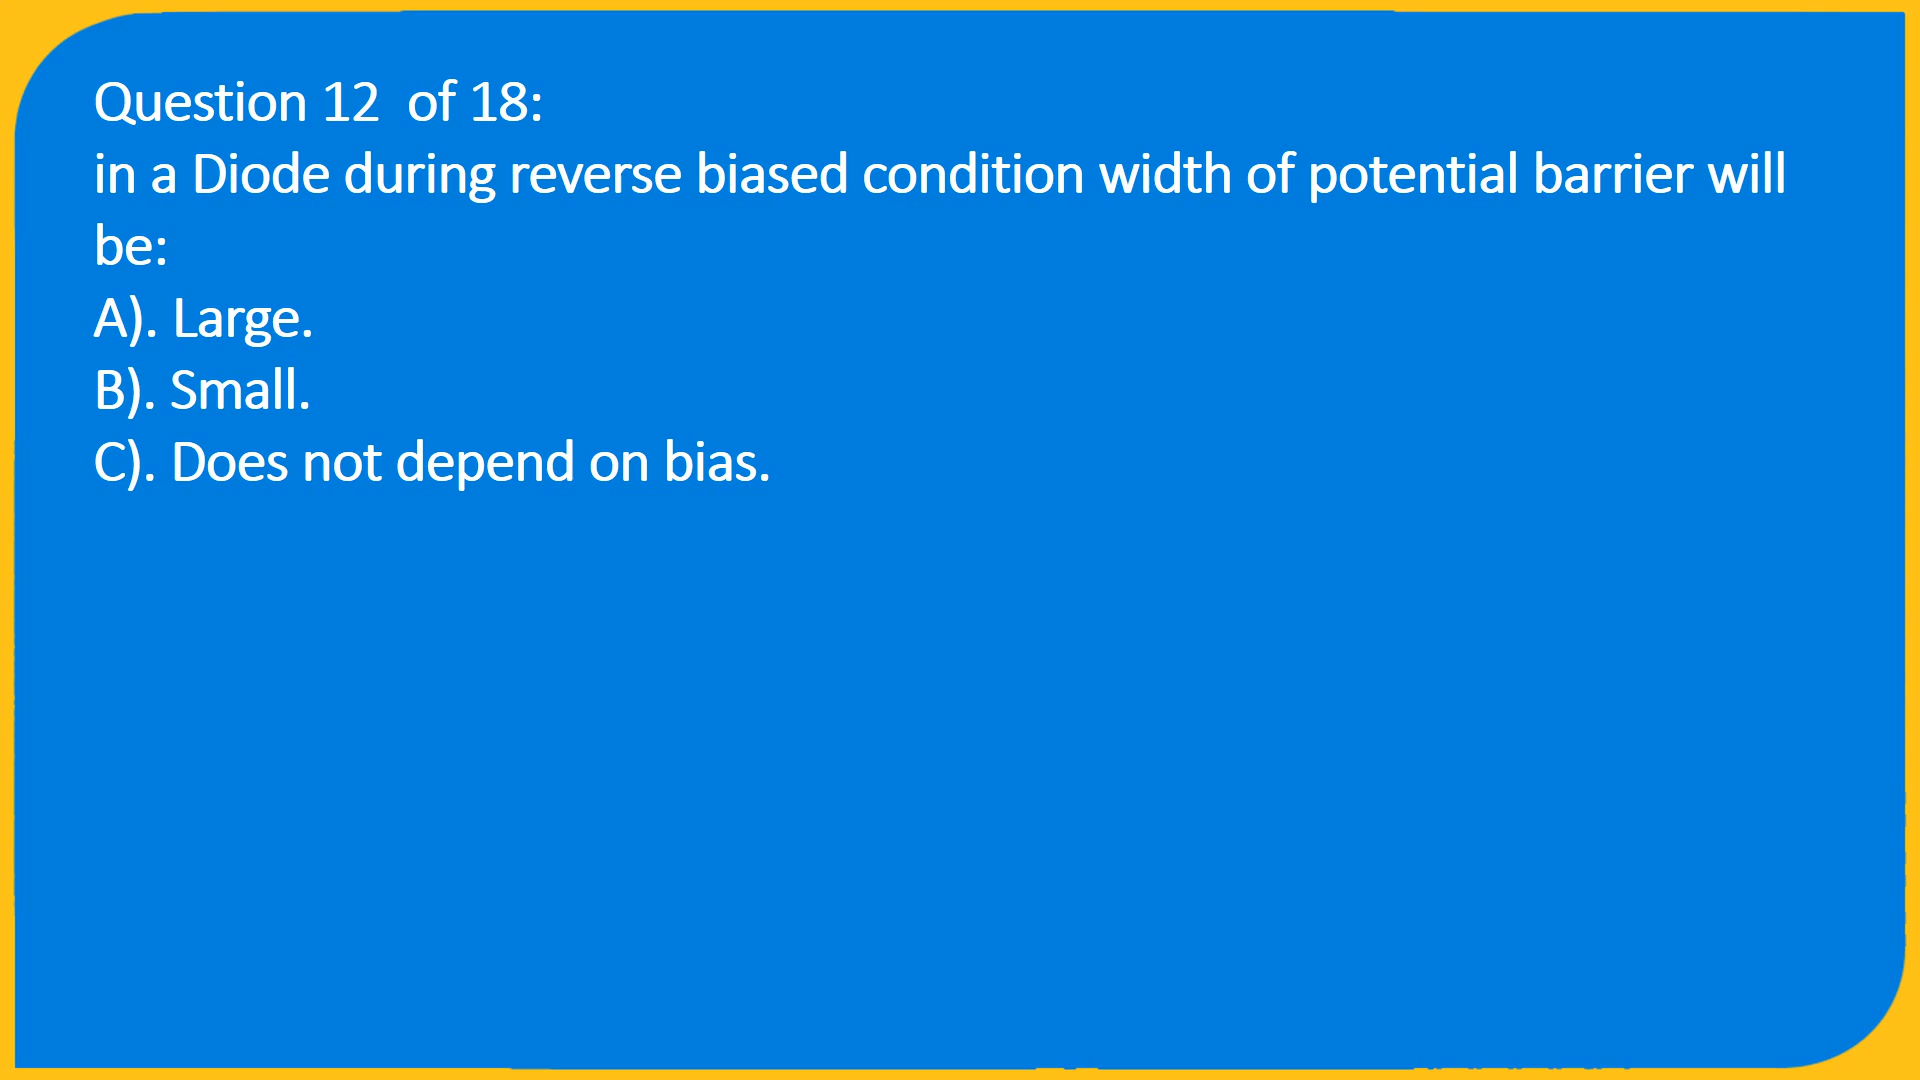 Question 12  of 18:
in a Diode during reverse biased condition width of potential barrier will
be:
A). Large.
B). Small.
C). Does not depend on bias.